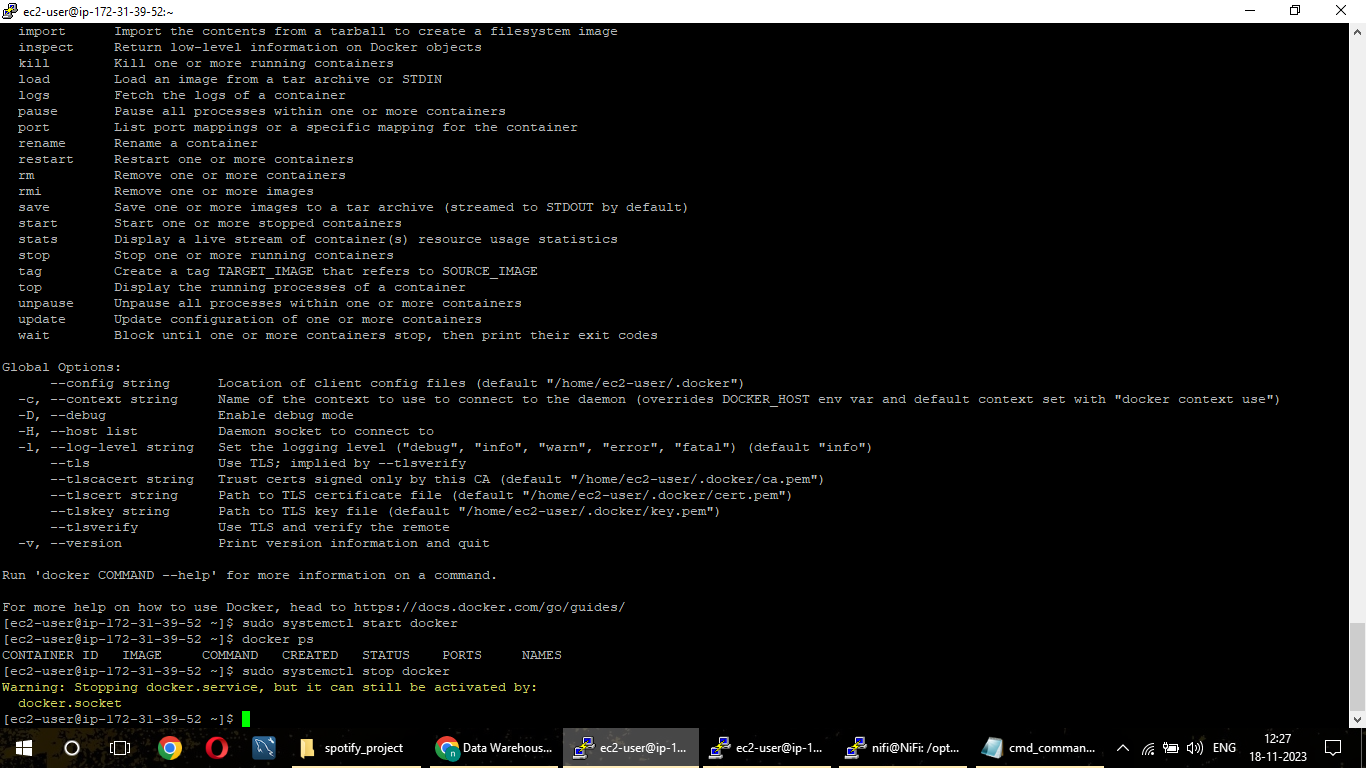 ec2-user@ip-172-31-39-52:~
import Import the contents from a tarball to create a filesystem image
inspect Return low-level information on Docker objects
kill Kill one or more running containers
load Load an image from a tar archive or STDIN
logs Fetch the logs of a container
pause Pause all processes within one or more containers
port List port mappings or a specific mapping for the container
rename Rename a container
restart Restart one or more containers
rm Remove one or more containers
rmi Remove one or more images
save Save one or more images to a tar archive (streamed to STDOUT by default)
start Start one or more stopped containers
stats Display a live stream of container(s) resource usage statistics
stop Stop one or more running containers
tag Create a tag TARGET_IMAGE that refers to SOURCE_IMAGE
top Display the running processes of a container
unpause Unpause all processes within one or more containers
update Update configuration of one or more containers
wait Block until one or more containers stop, then print their exit codes
Global Options:
--config string Location of client config files (default "/home/ec2-user/.docker")
-c, --context string Name of the context to use to connect to the daemon (overrides DOCKER_HOST env var and default context set with "docker context use")
-D, --debug Enable debug mode
-H, --host list Daemon socket to connect to
-l, --log-level string Set the logging level ("debug", "info", "warn", "error", "fatal") (default "info")
--tls Use TLS; implied by --tlsverify
--tlscacert string Trust certs signed only by this CA (default "/home/ec2-user/.docker/ca.pem")
--tlscert string Path to TLS certificate file (default "/home/ec2-user/.docker/cert.pem")
--tlskey string Path to TLS key file (default "/home/ec2-user/.docker/key.pem")
--tlsverify Use TLS and verify the remote
-v, --version Print version information and quit
Run 'docker COMMAND --help' for more information on a command.
For more help on how to use Docker, head to https://docs.docker.com/go/guides/
[ec2-user@ip-172-31-39-52 ~]$ sudo systemctl start docker
[ec2-user@ip-172-31-39-52 ~]$ docker ps
CONTAINER ID IMAGE COMMAND CREATED STATUS PORTS NAMES
[ec2-user@ip-172-31-39-52 ~]$ sudo systemctl stop docker
Warning: Stopping docker.service, but it can still be activated by:
docker.socket
[ec2-user@ip-172-31-39-52 ~]$
spotify_project Data Warehous... ec2-user@ip-1... ec2-user@ip-1... nifi@NiFi: /opt... cmd_comman... ENG 12:27
18-11-2023